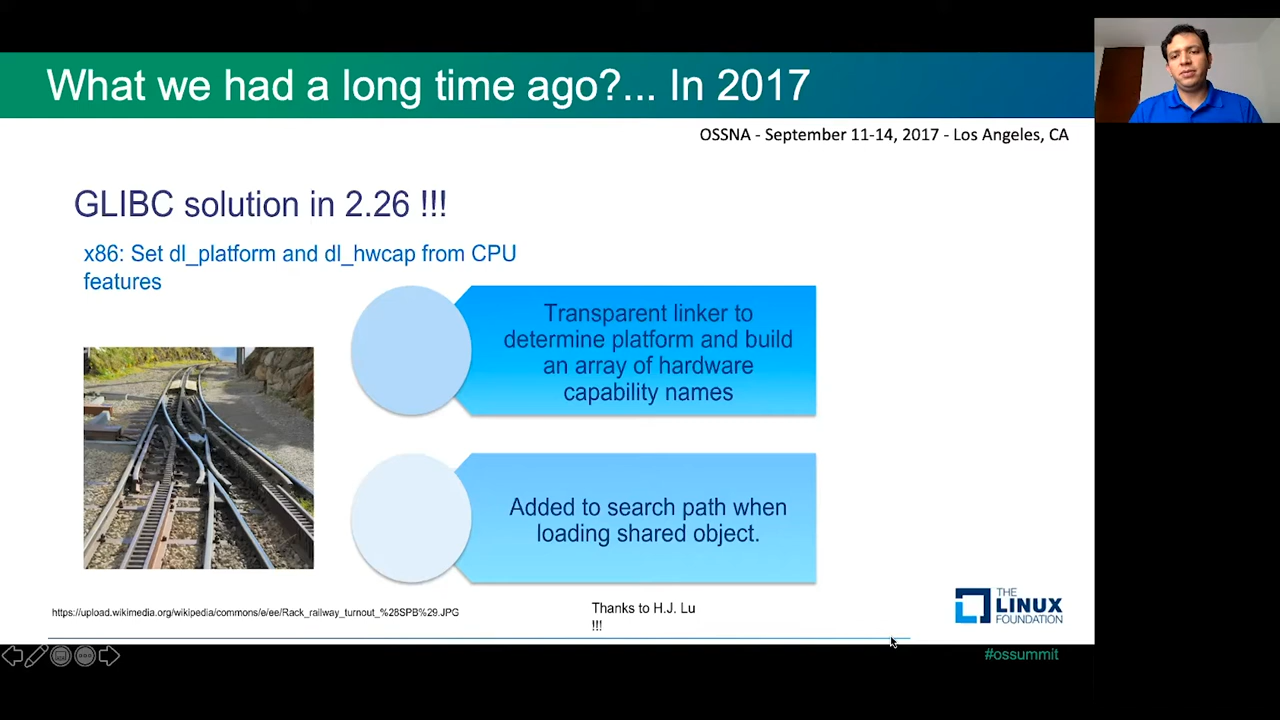 What we had a long time ago?... In 2017
OSSNA - September 11-14, 2017 - Los Angeles, CA
GLIBC solution in 2.26 !!!
x86: Set dl_platform and dl_hwcap from CPU
features
Transparent linker to
determine platform and build
an array of hardware
capability names
Added to search path when
loading shared object.
https://upload.wikimedia.org/wikipedia/commons/e/ee/Rack_railway_turnout_%28SPB%29.JPG
Thanks to H.J. Lu
!!!
THE
LINUX
FOUNDATION
#ossummit